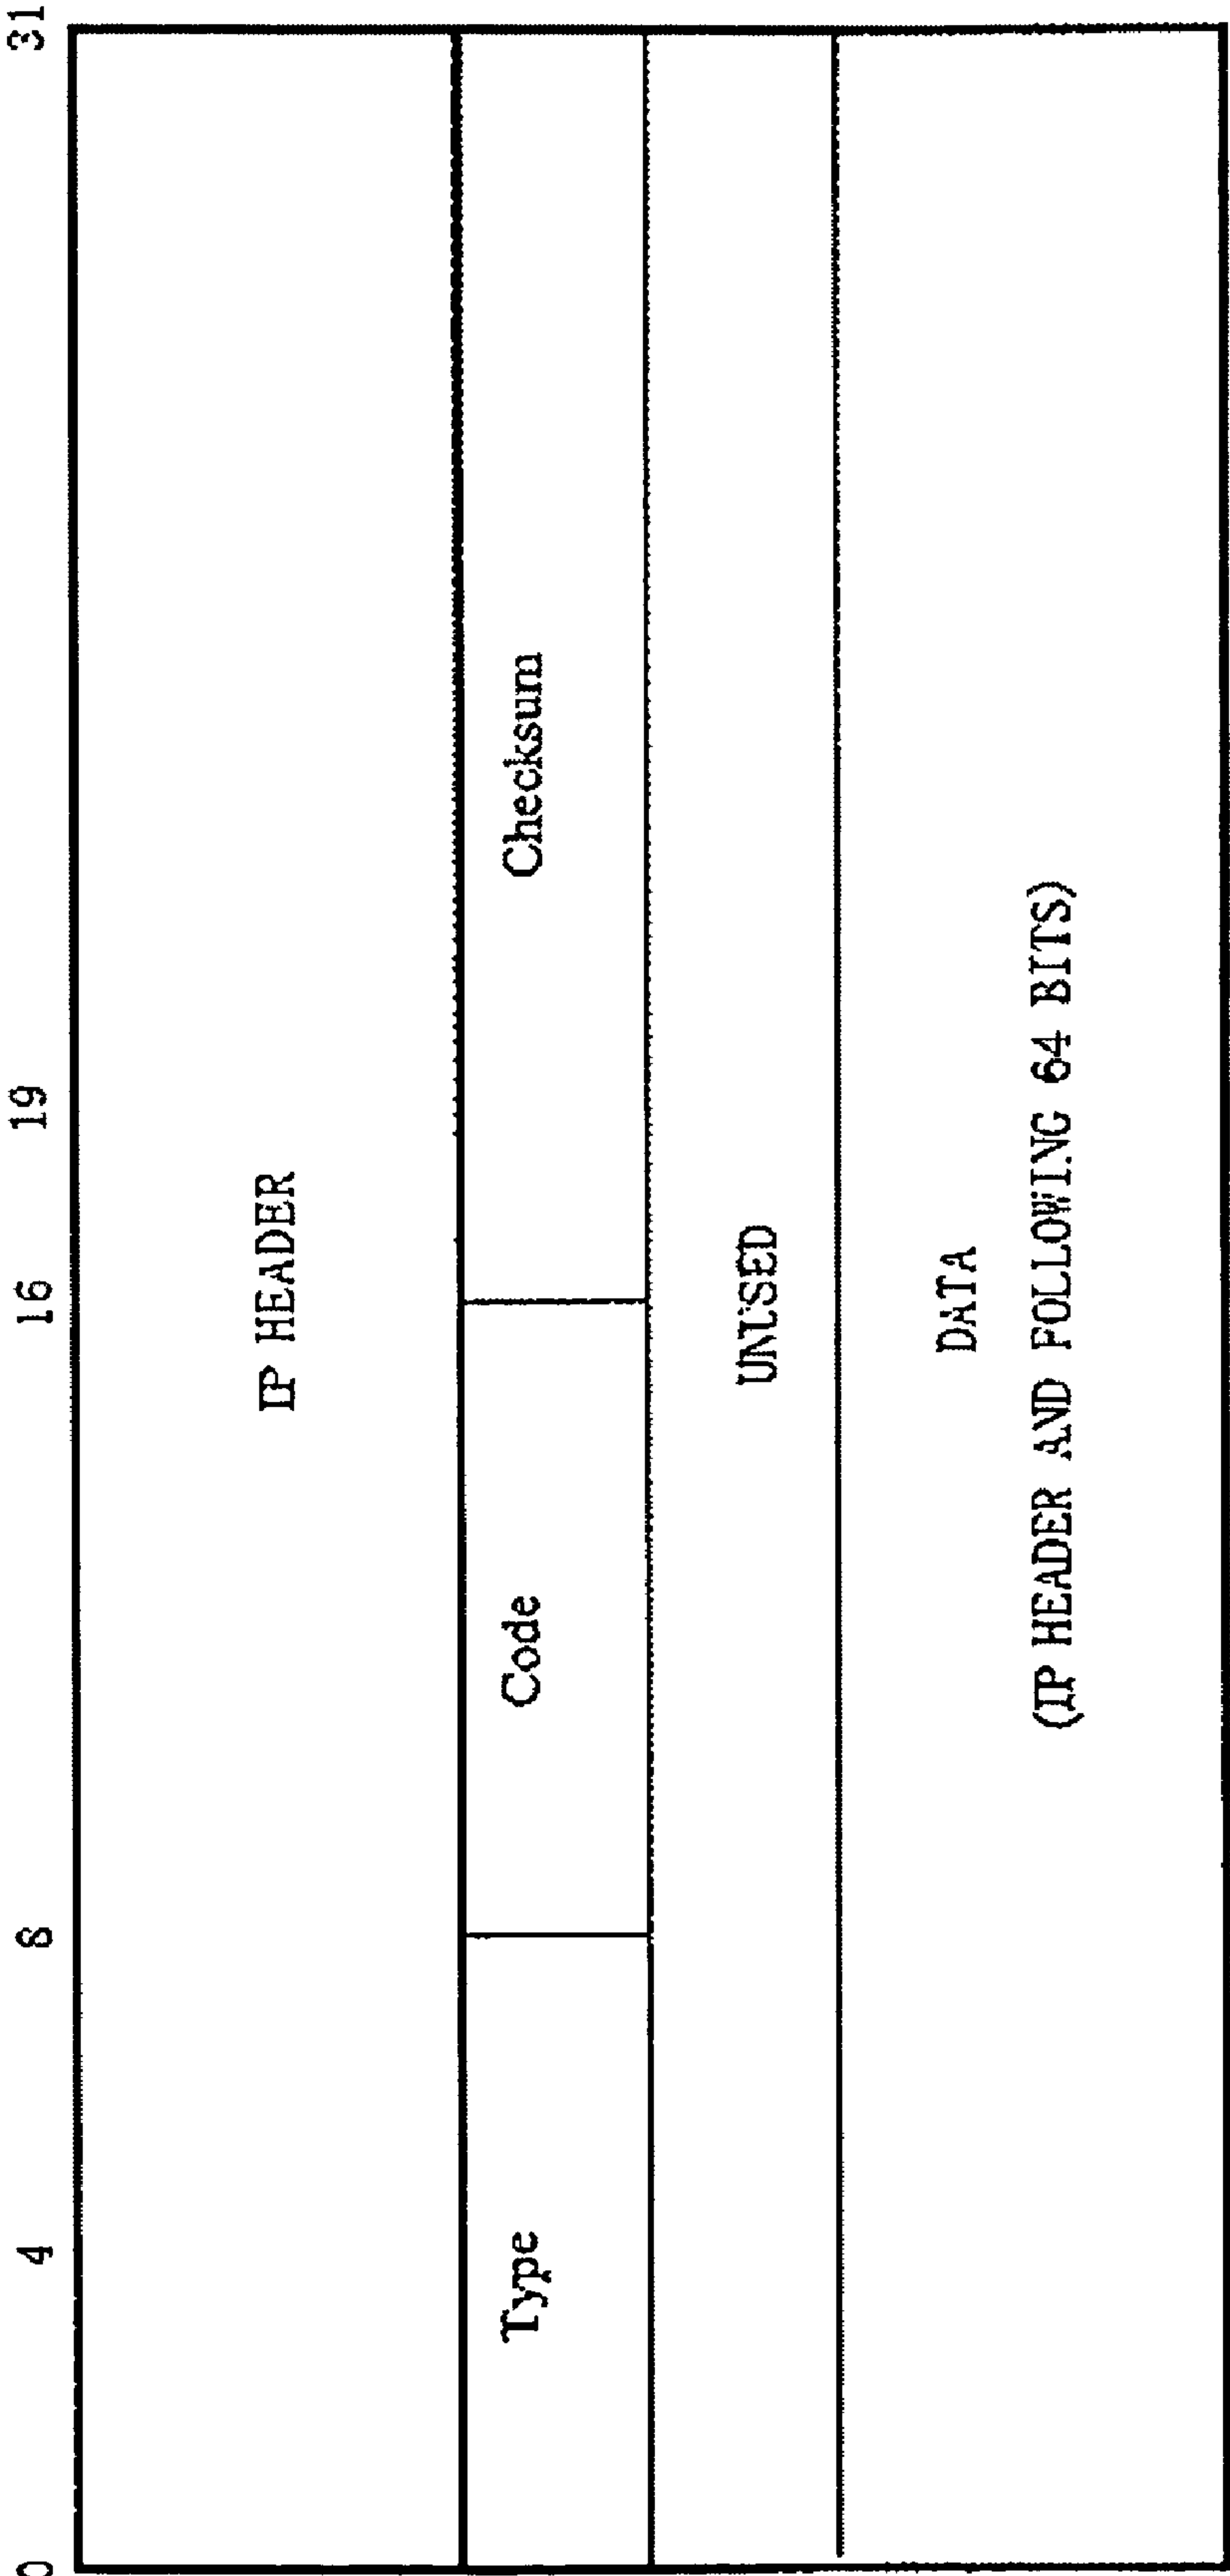 0 4 8 16 19 31
IP HEADER
Type Code Checksum
UNUSED
DATA
(IP HEADER AND FOLLOWING 64 BITS)